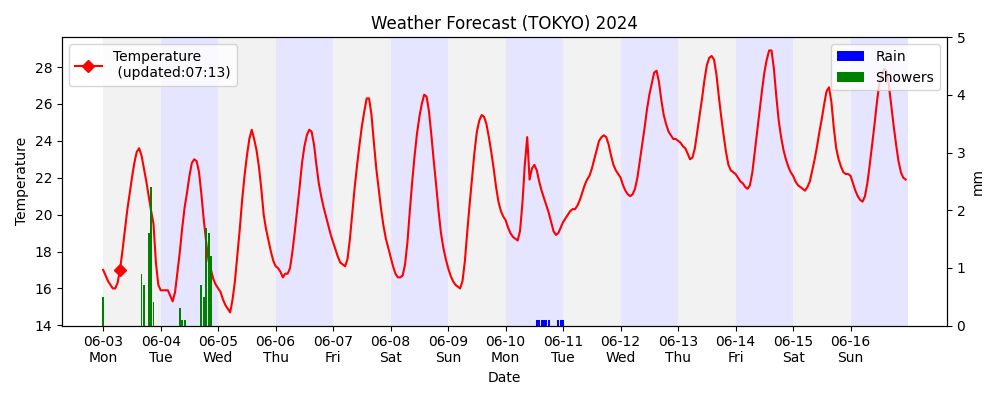 Weather Forecast (TOKYO) 2024
Temperature
(updated:07:13)
Rain
Showers
Temperature
28
26
24
22
20
18
16
14
5
4
3
2
1
0
mm
06-03 06-04 06-05 06-06 06-07 06-08 06-09 06-10 06-11 06-12 06-13 06-14 06-15 06-16
Mon Tue Wed Thu Fri Sat Sun Mon Tue Wed Thu Fri Sat Sun
Date